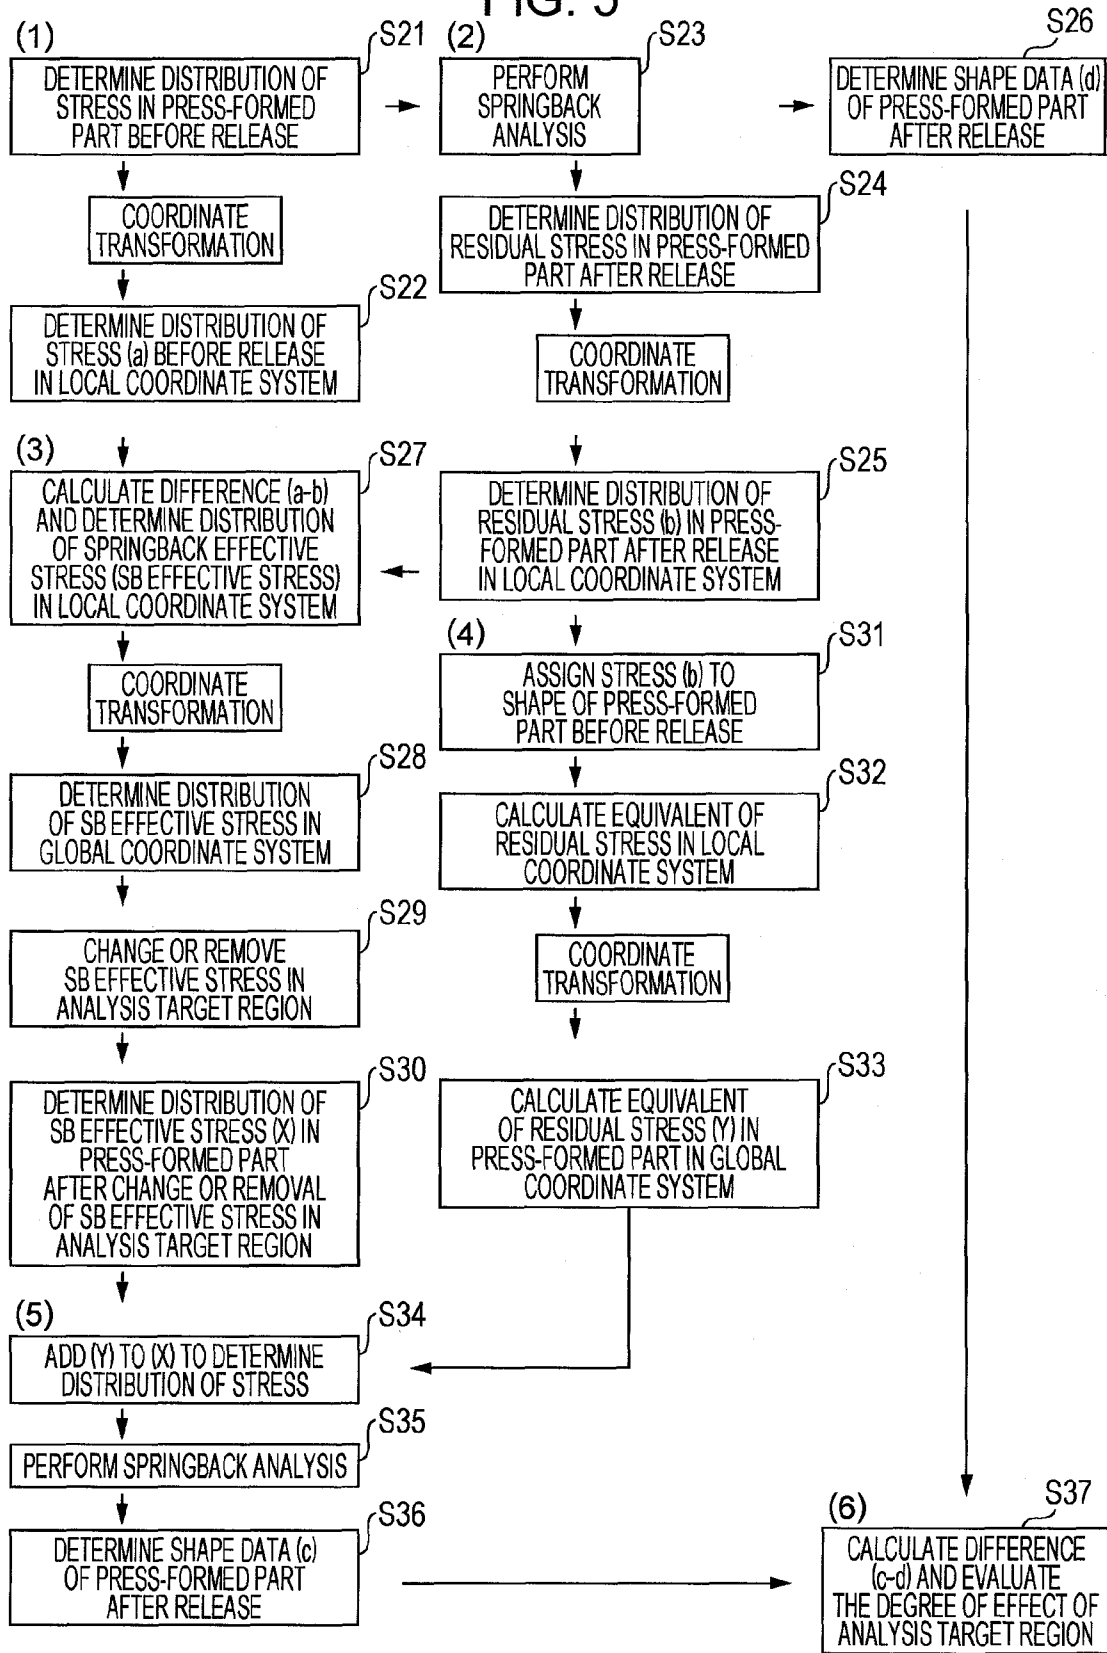 FIG. 5
(1)
S21
DETERMINE DISTRIBUTION OF
STRESS IN PRESS-FORMED
PART BEFORE RELEASE
(2)
S23
PERFORM
SPRINGBACK
ANALYSIS
S26
DETERMINE SHAPE DATA (d)
OF PRESS-FORMED PART
AFTER RELEASE
COORDINATE
TRANSFORMATION
S24
DETERMINE DISTRIBUTION OF
RESIDUAL STRESS IN PRESS-FORMED
PART AFTER RELEASE
S22
DETERMINE DISTRIBUTION OF
STRESS (a) BEFORE RELEASE
IN LOCAL COORDINATE SYSTEM
COORDINATE
TRANSFORMATION
(3)
S27
CALCULATE DIFFERENCE (a-b)
AND DETERMINE DISTRIBUTION
OF SPRINGBACK EFFECTIVE
STRESS (SB EFFECTIVE STRESS)
IN LOCAL COORDINATE SYSTEM
S25
DETERMINE DISTRIBUTION OF
RESIDUAL STRESS (b) IN PRESS-
FORMED PART AFTER RELEASE
IN LOCAL COORDINATE SYSTEM
COORDINATE
TRANSFORMATION
(4)
S31
ASSIGN STRESS (b) TO
SHAPE OF PRESS-FORMED
PART BEFORE RELEASE
S28
DETERMINE DISTRIBUTION
OF SB EFFECTIVE STRESS IN
GLOBAL COORDINATE SYSTEM
S32
CALCULATE EQUIVALENT OF
RESIDUAL STRESS IN LOCAL
COORDINATE SYSTEM
S29
CHANGE OR REMOVE
SB EFFECTIVE STRESS IN
ANALYSIS TARGET REGION
COORDINATE
TRANSFORMATION
S30
DETERMINE DISTRIBUTION OF
SB EFFECTIVE STRESS (X) IN
PRESS-FORMED PART
AFTER CHANGE OR REMOVAL
OF SB EFFECTIVE STRESS IN
ANALYSIS TARGET REGION
S33
CALCULATE EQUIVALENT
OF RESIDUAL STRESS (Y) IN
PRESS-FORMED PART IN GLOBAL
COORDINATE SYSTEM
(5)
S34
ADD (Y) TO (X) TO DETERMINE
DISTRIBUTION OF STRESS
S35
PERFORM SPRINGBACK ANALYSIS
S36
DETERMINE SHAPE DATA (c)
OF PRESS-FORMED PART
AFTER RELEASE
(6)
S37
CALCULATE DIFFERENCE
(c-d) AND EVALUATE
THE DEGREE OF EFFECT OF
ANALYSIS TARGET REGION